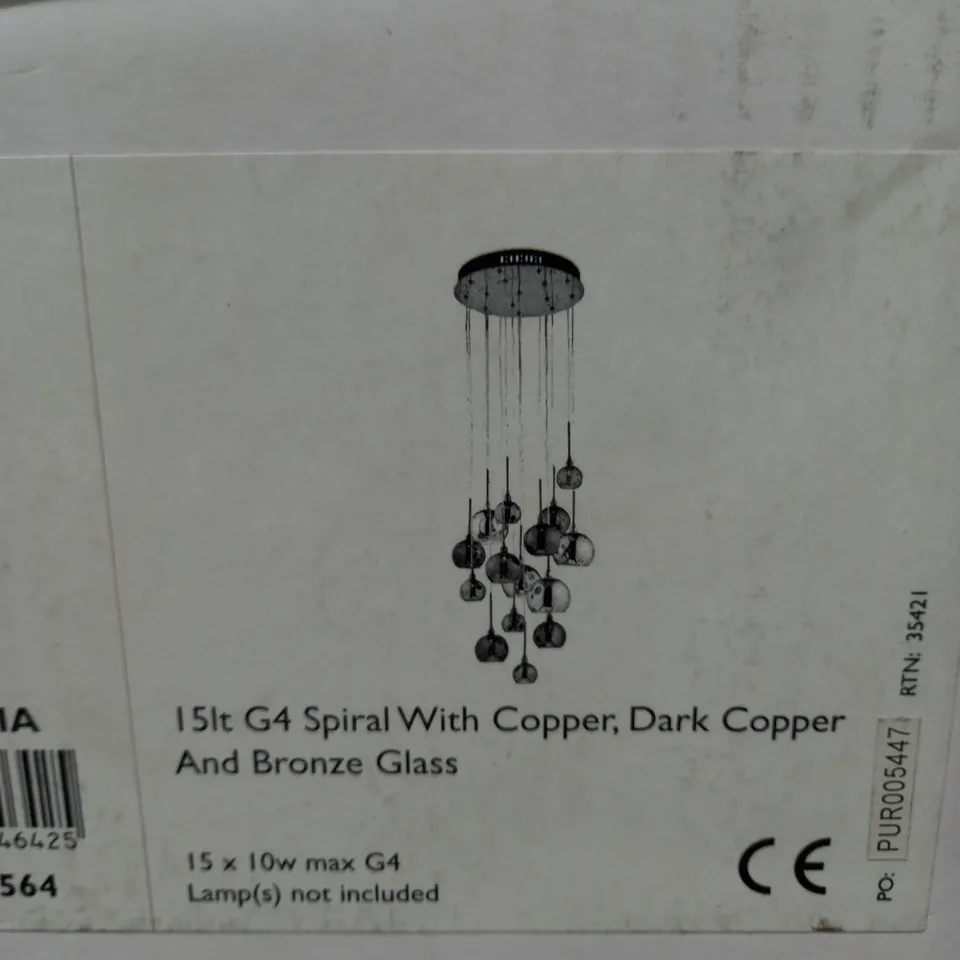 1A
46425
564
15lt G4 Spiral With Copper, Dark Copper
And Bronze Glass
15 x 10w max G4
Lamp(s) not included
CE
PO: PUR005447
RTN: 35421